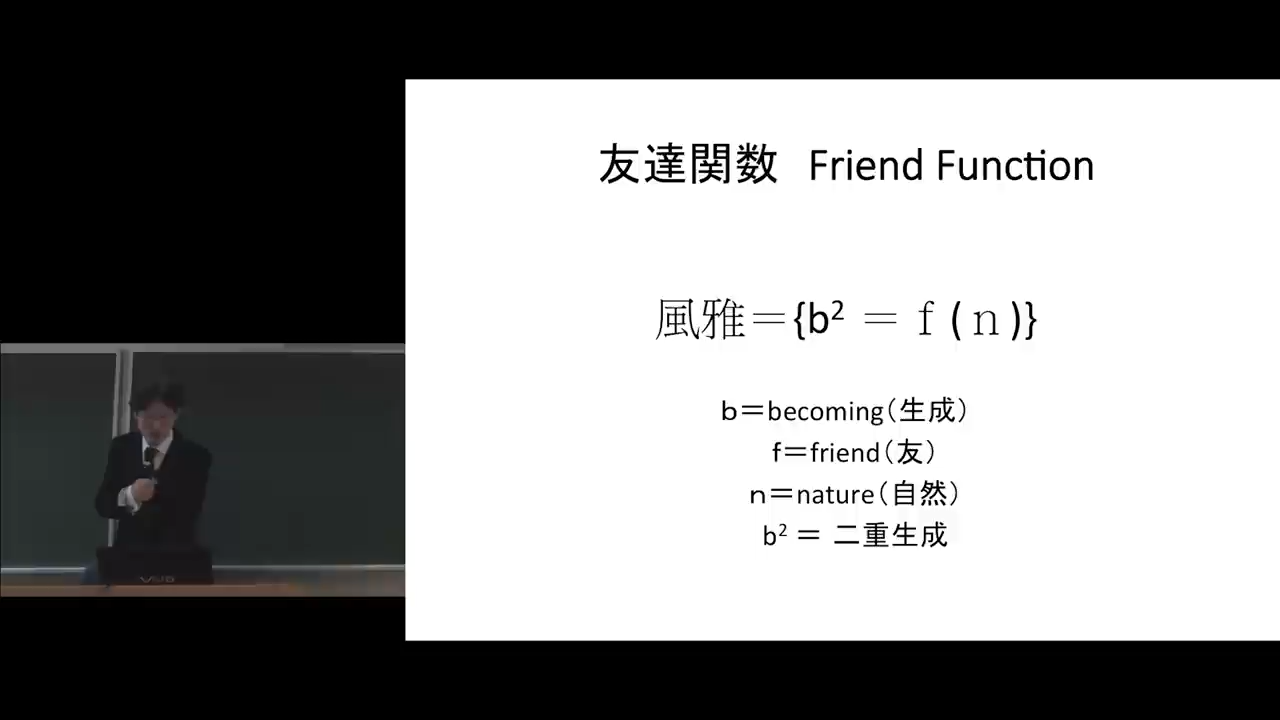 友達関数 Friend Function
風雅＝{b² ＝ ｆ(ｎ)}
b＝becoming（生成）
f＝friend（友）
n＝nature（自然）
b² ＝ 二重生成
VAIO